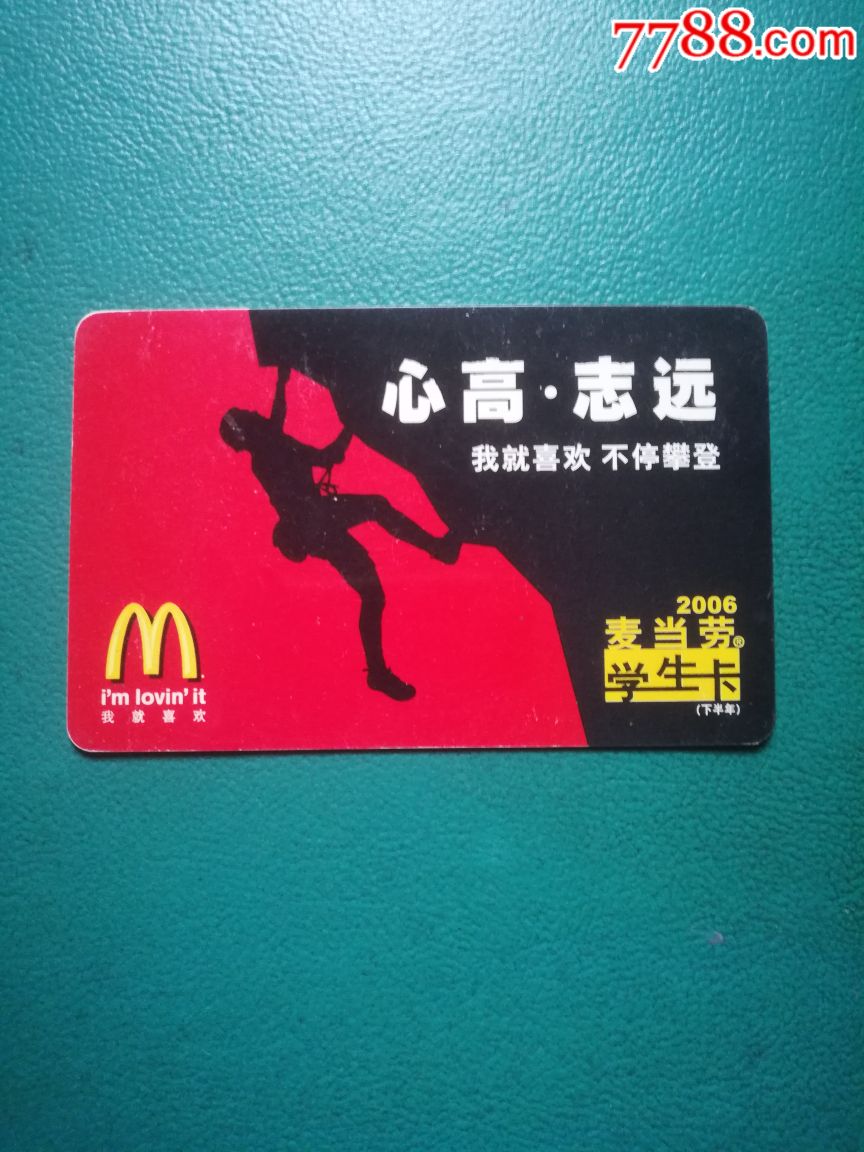 7788.com
心高·志远
我就喜欢 不停攀登
i'm lovin' it
我就喜欢
2006
麦当劳®
学生卡
(下半年)